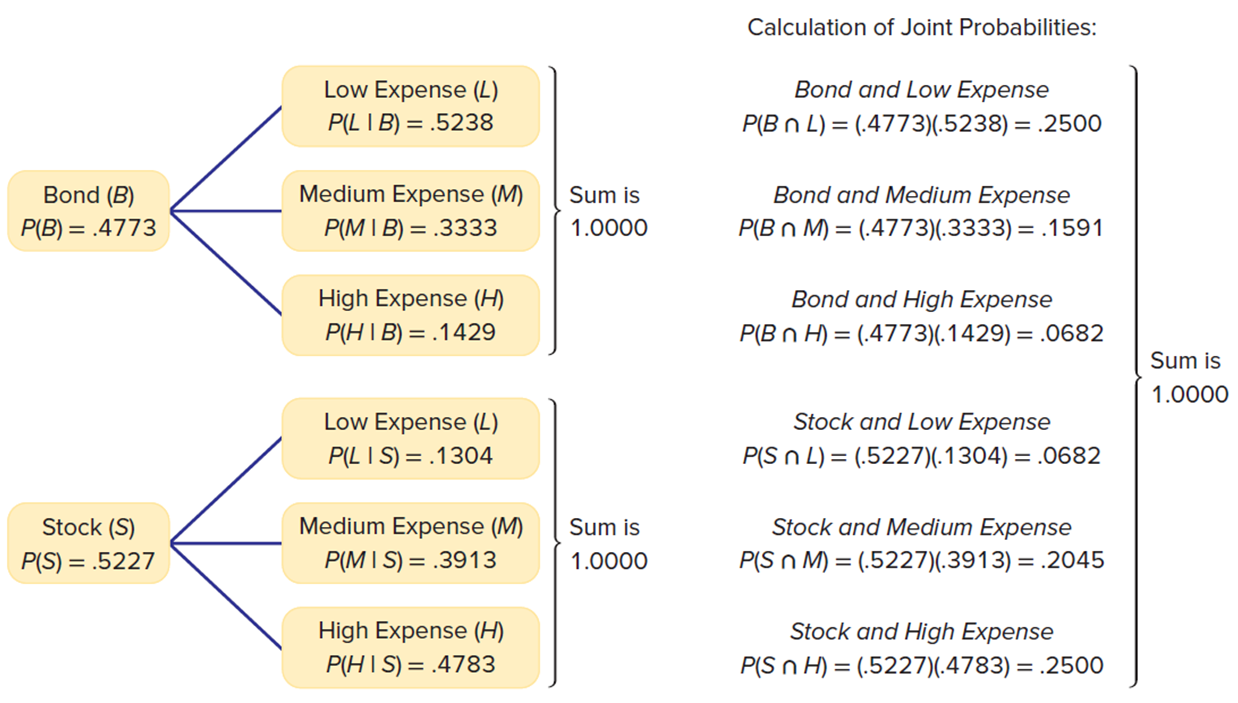 Calculation of Joint Probabilities:
Bond (B)
P(B) = .4773
Low Expense (L)
P(L | B) = .5238
Medium Expense (M)
P(M | B) = .3333
High Expense (H)
P(H | B) = .1429
Sum is
1.0000
Bond and Low Expense
P(B ∩ L) = (.4773)(.5238) = .2500
Bond and Medium Expense
P(B ∩ M) = (.4773)(.3333) = .1591
Bond and High Expense
P(B ∩ H) = (.4773)(.1429) = .0682
Stock (S)
P(S) = .5227
Low Expense (L)
P(L | S) = .1304
Medium Expense (M)
P(M | S) = .3913
High Expense (H)
P(H | S) = .4783
Sum is
1.0000
Stock and Low Expense
P(S ∩ L) = (.5227)(.1304) = .0682
Stock and Medium Expense
P(S ∩ M) = (.5227)(.3913) = .2045
Stock and High Expense
P(S ∩ H) = (.5227)(.4783) = .2500
Sum is
1.0000